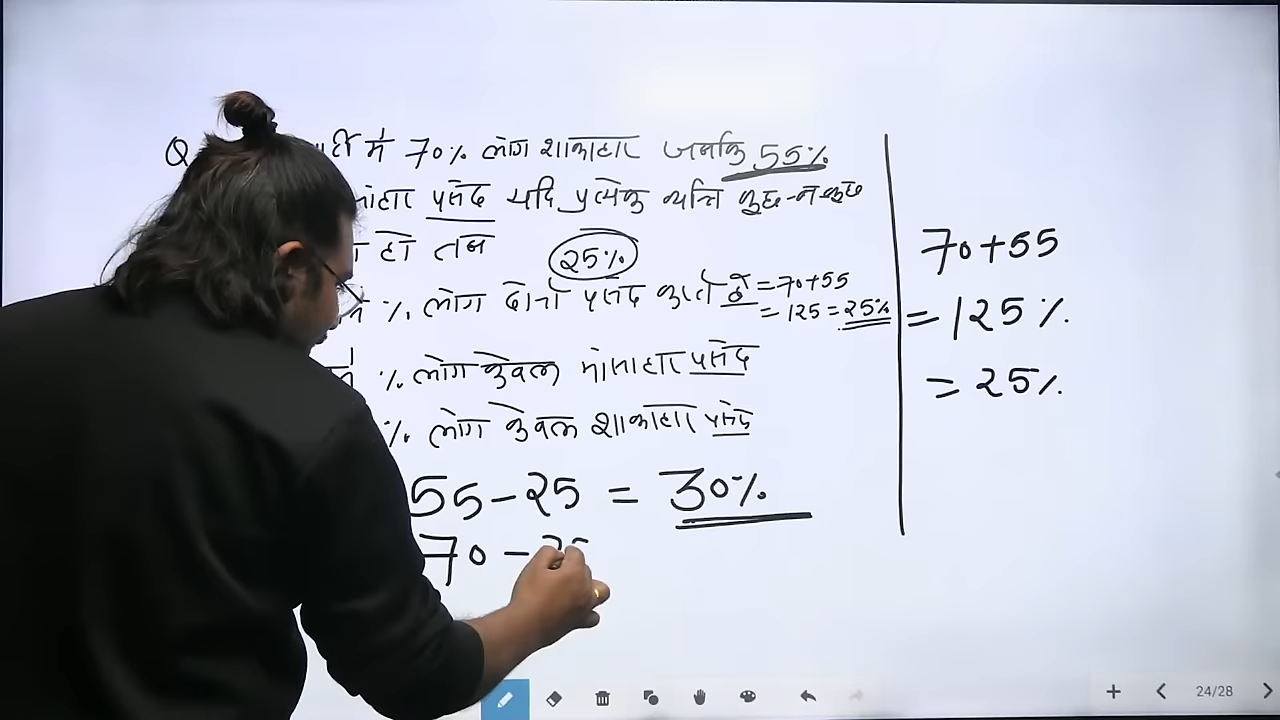 Q में 70% लोग शाकाहार जबकि 55%
पसंद यदि प्रत्येक व्यक्ति कुछ-न-कुछ
हो तब 25%
% लोग दोनों पसंद करते है = 70+55
= 125 = 25%
% लोग केवल मांसाहार पसंद
% लोग केवल शाकाहार पसंद
55-25 = 30%
70 -
70+55
= 125%
= 25%
24/28